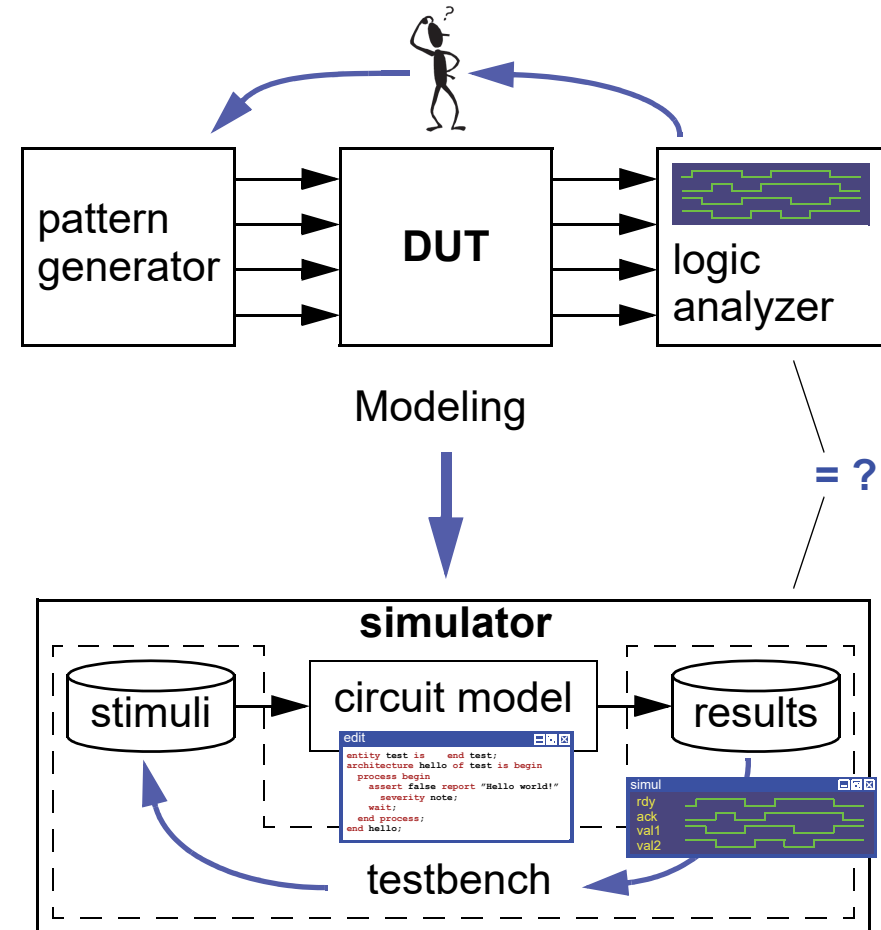 ?
pattern
generator
DUT
logic
analyzer
Modeling
= ?
simulator
stimuli
circuit model
results
edit
entity test is    end test;
architecture hello of test is begin
  process begin
    assert false report "Hello world!"
      severity note;
    wait;
  end process;
end hello;
simul
rdy
ack
val1
val2
testbench